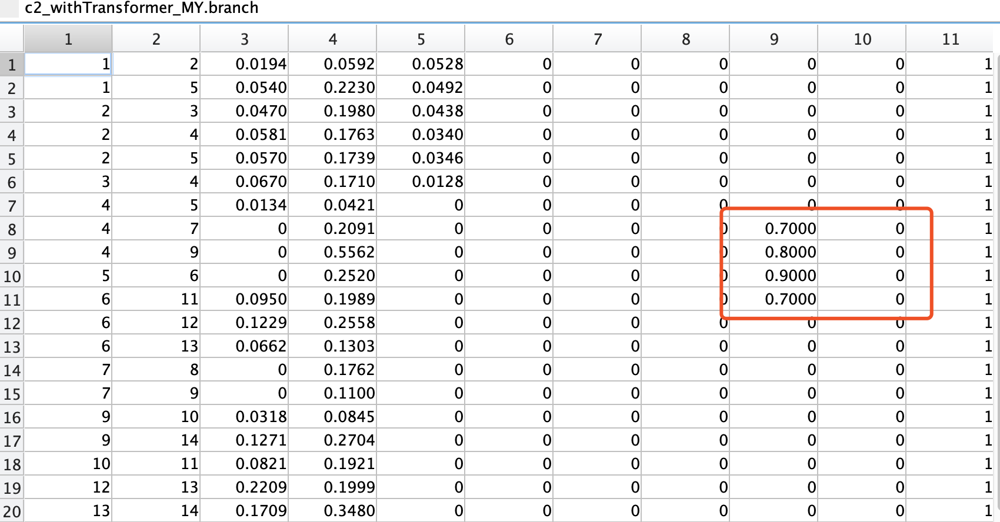 c2_withTransformer_MY.branch
1 2 3 4 5 6 7 8 9 10 11
1 1 2 0.0194 0.0592 0.0528 0 0 0 0 0 1
2 1 5 0.0540 0.2230 0.0492 0 0 0 0 0 1
3 2 3 0.0470 0.1980 0.0438 0 0 0 0 0 1
4 2 4 0.0581 0.1763 0.0340 0 0 0 0 0 1
5 2 5 0.0570 0.1739 0.0346 0 0 0 0 0 1
6 3 4 0.0670 0.1710 0.0128 0 0 0 0 0 1
7 4 5 0.0134 0.0421 0 0 0 0 0 0 1
8 4 7 0 0.2091 0 0 0 0 0.7000 0 1
9 4 9 0 0.5562 0 0 0 0 0.8000 0 1
10 5 6 0 0.2520 0 0 0 0 0.9000 0 1
11 6 11 0.0950 0.1989 0 0 0 0 0.7000 0 1
12 6 12 0.1229 0.2558 0 0 0 0 0 0 1
13 6 13 0.0662 0.1303 0 0 0 0 0 0 1
14 7 8 0 0.1762 0 0 0 0 0 0 1
15 7 9 0 0.1100 0 0 0 0 0 0 1
16 9 10 0.0318 0.0845 0 0 0 0 0 0 1
17 9 14 0.1271 0.2704 0 0 0 0 0 0 1
18 10 11 0.0821 0.1921 0 0 0 0 0 0 1
19 12 13 0.2209 0.1999 0 0 0 0 0 0 1
20 13 14 0.1709 0.3480 0 0 0 0 0 0 1